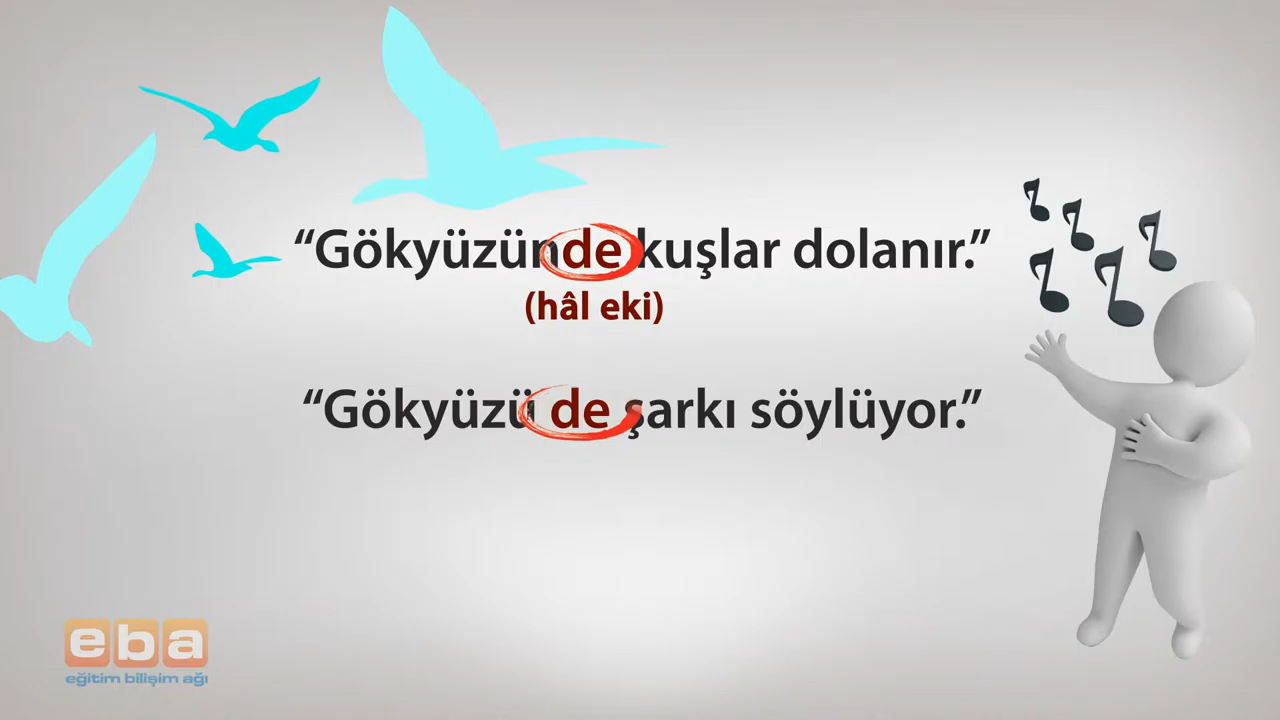 “Gökyüzünde kuşlar dolanır.”
(hâl eki)
“Gökyüzü de şarkı söylüyor.”
eba
eğitim bilişim ağı